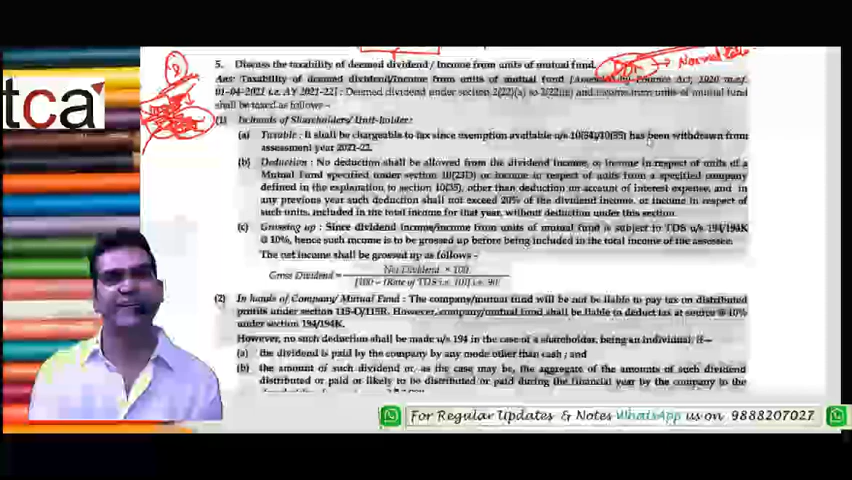 → Normal
5. Discuss the taxability of deemed dividend / Income from units of mutual fund.
tca
Ans: Taxability of deemed dividend/income from units of mutual fund [Amended by Finance Act, 2020 w.e.f.
01-04-2021 i.e. AY 2021-22] : Deemed dividend under section 2(22)(a) to 2(22)(e) and income from units of mutual fund
shall be taxed as follows -
(1) In hands of Shareholders/ Unit-holder:
(a) Taxable : It shall be chargeable to tax since exemption available u/s 10(34)/10(35) has been withdrawn from
assessment year 2021-22.
(b) Deduction : No deduction shall be allowed from the dividend income, or income in respect of units of a
Mutual Fund specified under section 10(23D) or income in respect of units from a specified company
defined in the explanation to section 10(35), other than deduction on account of interest expense, and in
any previous year such deduction shall not exceed 20% of the dividend income, or income in respect of
such units, included in the total income for that year, without deduction under this section.
(c) Grossing up : Since dividend income/income from units of mutual fund is subject to TDS u/s 194/194K
@ 10%, hence such income is to be grossed up before being included in the total income of the assessee.
The net income shall be grossed up as follows -
Gross Dividend = Net Dividend × 100
[100 - (Rate of TDS i.e. 10)] i.e. 90
(2) In hands of Company/ Mutual Fund : The company/mutual fund will be not be liable to pay tax on distributed
profits under section 115-O/115R. However, company/mutual fund shall be liable to deduct tax at source @ 10%
under section 194/194K.
However, no such deduction shall be made u/s 194 in the case of a shareholder, being an individual, if—
(a) the dividend is paid by the company by any mode other than cash; and
(b) the amount of such dividend or, as the case may be, the aggregate of the amounts of such dividend
distributed or paid or likely to be distributed or paid during the financial year by the company to the
For Regular Updates & Notes WhatsApp us on 9888207027